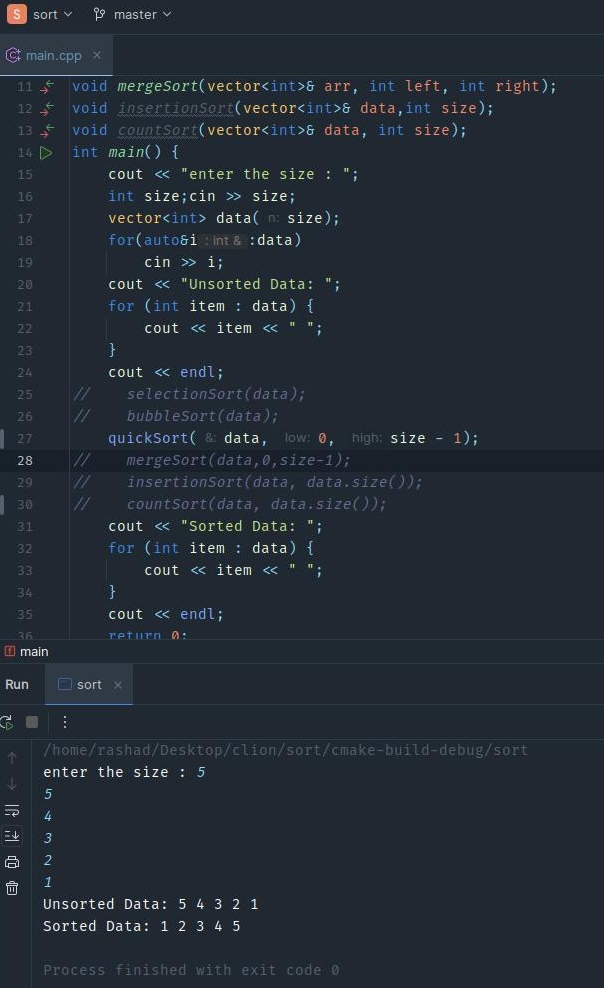 S sort master
main.cpp ×
11 void mergeSort(vector<int>& arr, int left, int right);
12 void insertionSort(vector<int>& data,int size);
13 void countSort(vector<int>& data, int size);
14 int main() {
15 cout << "enter the size : ";
16 int size;cin >> size;
17 vector<int> data( n: size);
18 for(auto&i : int & :data)
19 cin >> i;
20 cout << "Unsorted Data: ";
21 for (int item : data) {
22 cout << item << " ";
23 }
24 cout << endl;
25 // selectionSort(data);
26 // bubbleSort(data);
27 quickSort( &: data, low: 0, high: size - 1);
28 // mergeSort(data,0,size-1);
29 // insertionSort(data, data.size());
30 // countSort(data, data.size());
31 cout << "Sorted Data: ";
32 for (int item : data) {
33 cout << item << " ";
34 }
35 cout << endl;
36 return 0;
f main
Run sort ×
/home/rashad/Desktop/clion/sort/cmake-build-debug/sort
enter the size : 5
5
4
3
2
1
Unsorted Data: 5 4 3 2 1
Sorted Data: 1 2 3 4 5
Process finished with exit code 0